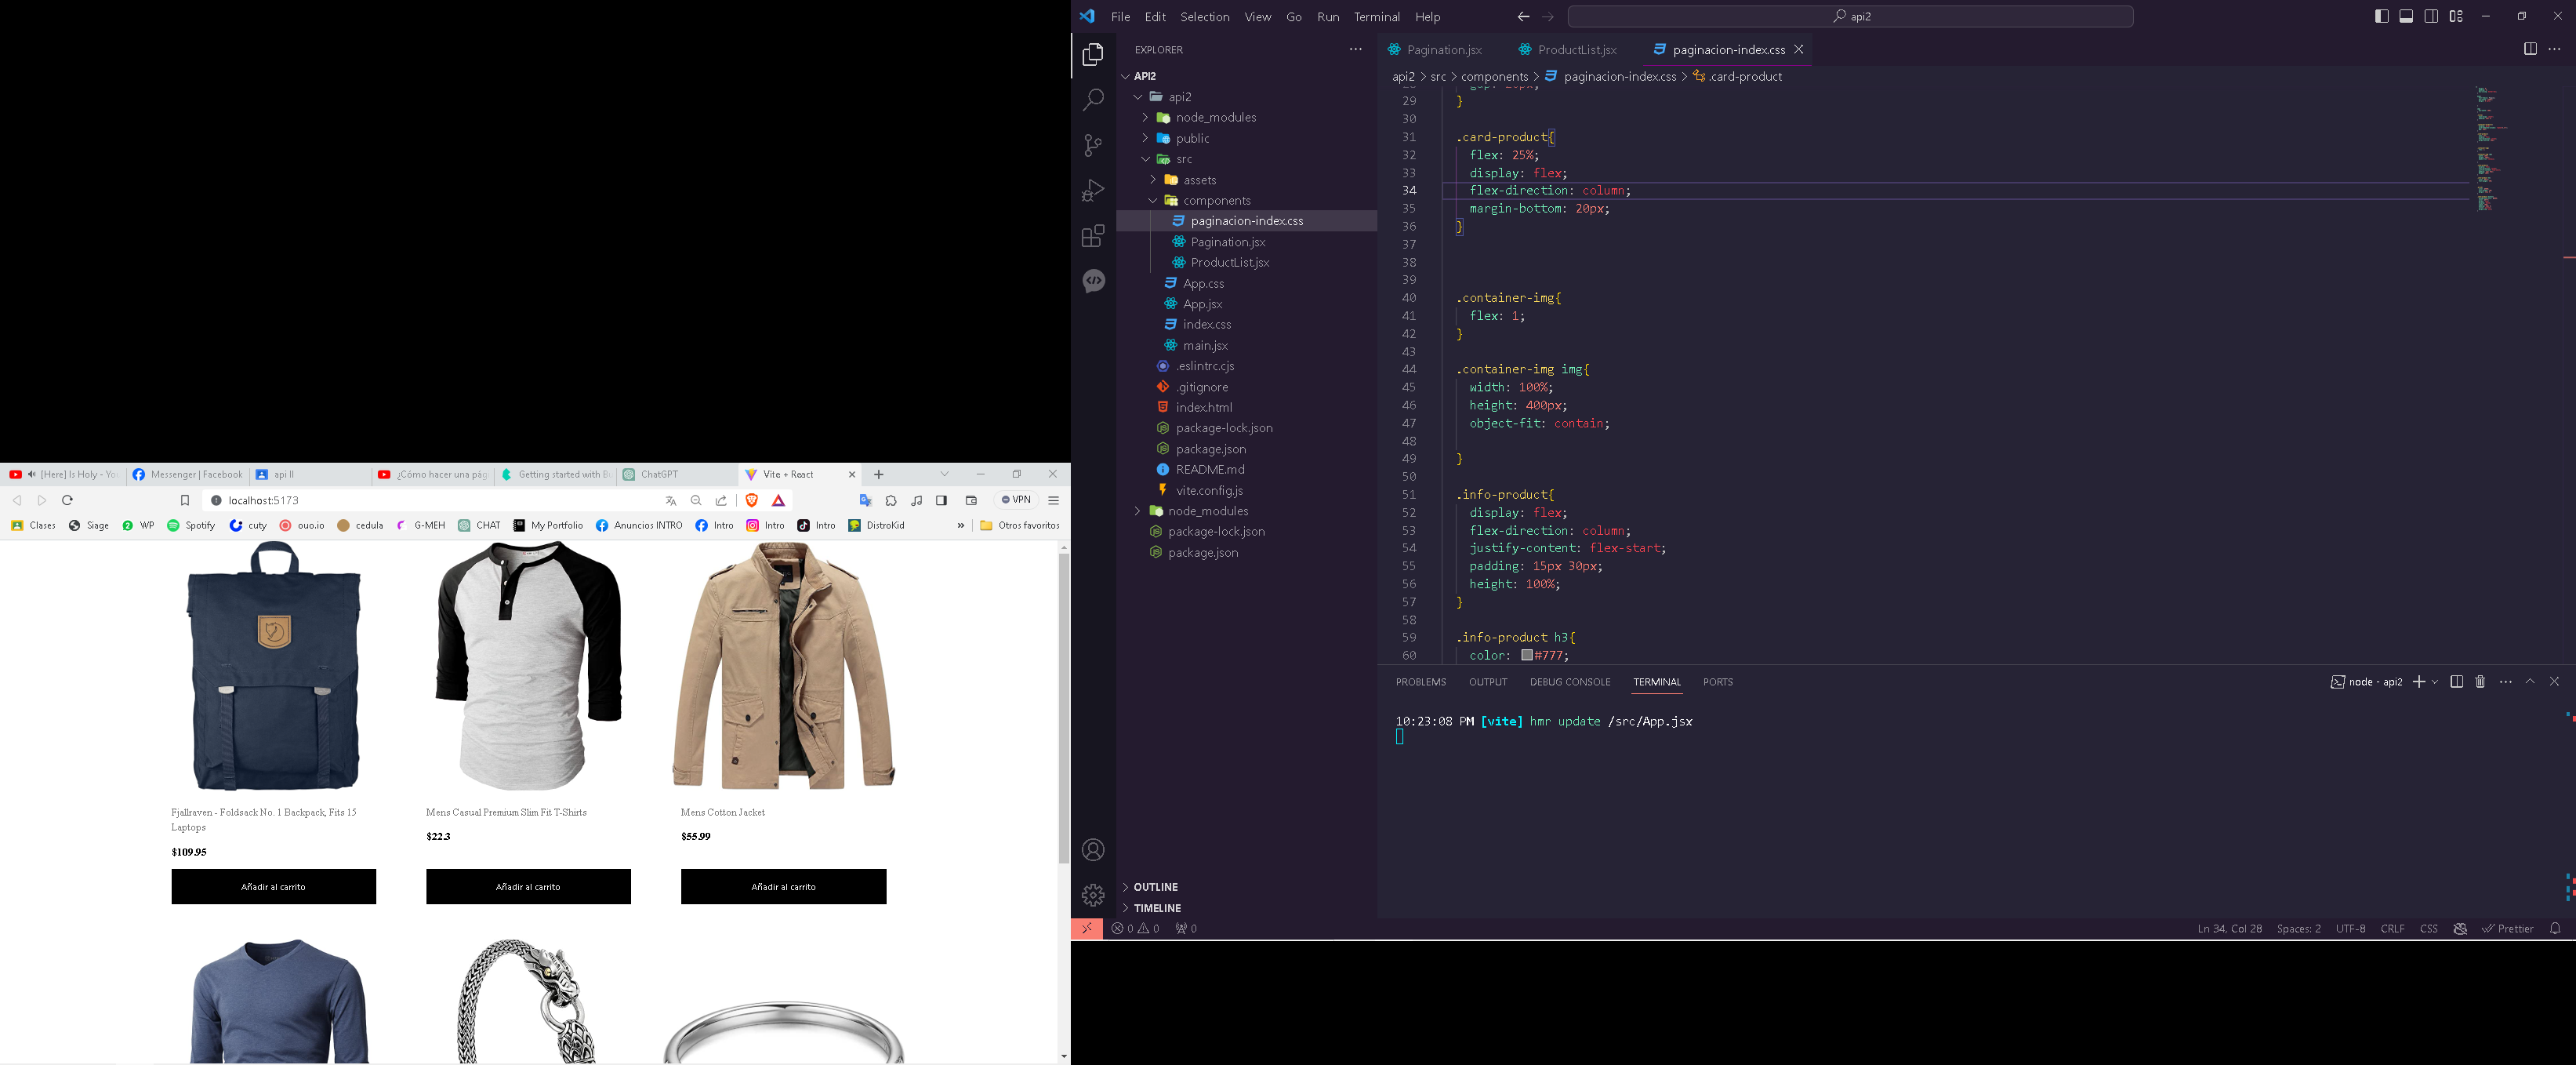 File Edit Selection View Go Run Terminal Help
api2
EXPLORER
API2
api2
node_modules
public
src
assets
components
paginacion-index.css
Pagination.jsx
ProductList.jsx
App.css
App.jsx
index.css
main.jsx
.eslintrc.cjs
.gitignore
index.html
package-lock.json
package.json
README.md
vite.config.js
node_modules
package-lock.json
package.json
OUTLINE
TIMELINE
Pagination.jsx ProductList.jsx paginacion-index.css
api2 > src > components > paginacion-index.css > .card-product
29 }
30
31 .card-product{
32 flex: 25%;
33 display: flex;
34 flex-direction: column;
35 margin-bottom: 20px;
36 }
37
38
39
40 .container-img{
41 flex: 1;
42 }
43
44 .container-img img{
45 width: 100%;
46 height: 400px;
47 object-fit: contain;
48
49 }
50
51 .info-product{
52 display: flex;
53 flex-direction: column;
54 justify-content: flex-start;
55 padding: 15px 30px;
56 height: 100%;
57 }
58
59 .info-product h3{
60 color: #777;
PROBLEMS OUTPUT DEBUG CONSOLE TERMINAL PORTS
node - api2
10:23:08 PM [vite] hmr update /src/App.jsx
0 0 0
Ln 34, Col 28 Spaces: 2 UTF-8 CRLF CSS Prettier
[Here] Is Holy - Yo Messenger | Facebook api II ¿Cómo hacer una pág Getting started with B ChatGPT Vite + React
localhost:5173
VPN
Clases Siage WP Spotify cuty ouo.io cedula G-MEH CHAT My Portfolio Anuncios INTRO Intro Intro Intro DistroKid » Otros favoritos
Fjallraven - Foldsack No. 1 Backpack, Fits 15
Laptops
$109.95
Añadir al carrito
Mens Casual Premium Slim Fit T-Shirts
$22.3
Añadir al carrito
Mens Cotton Jacket
$55.99
Añadir al carrito